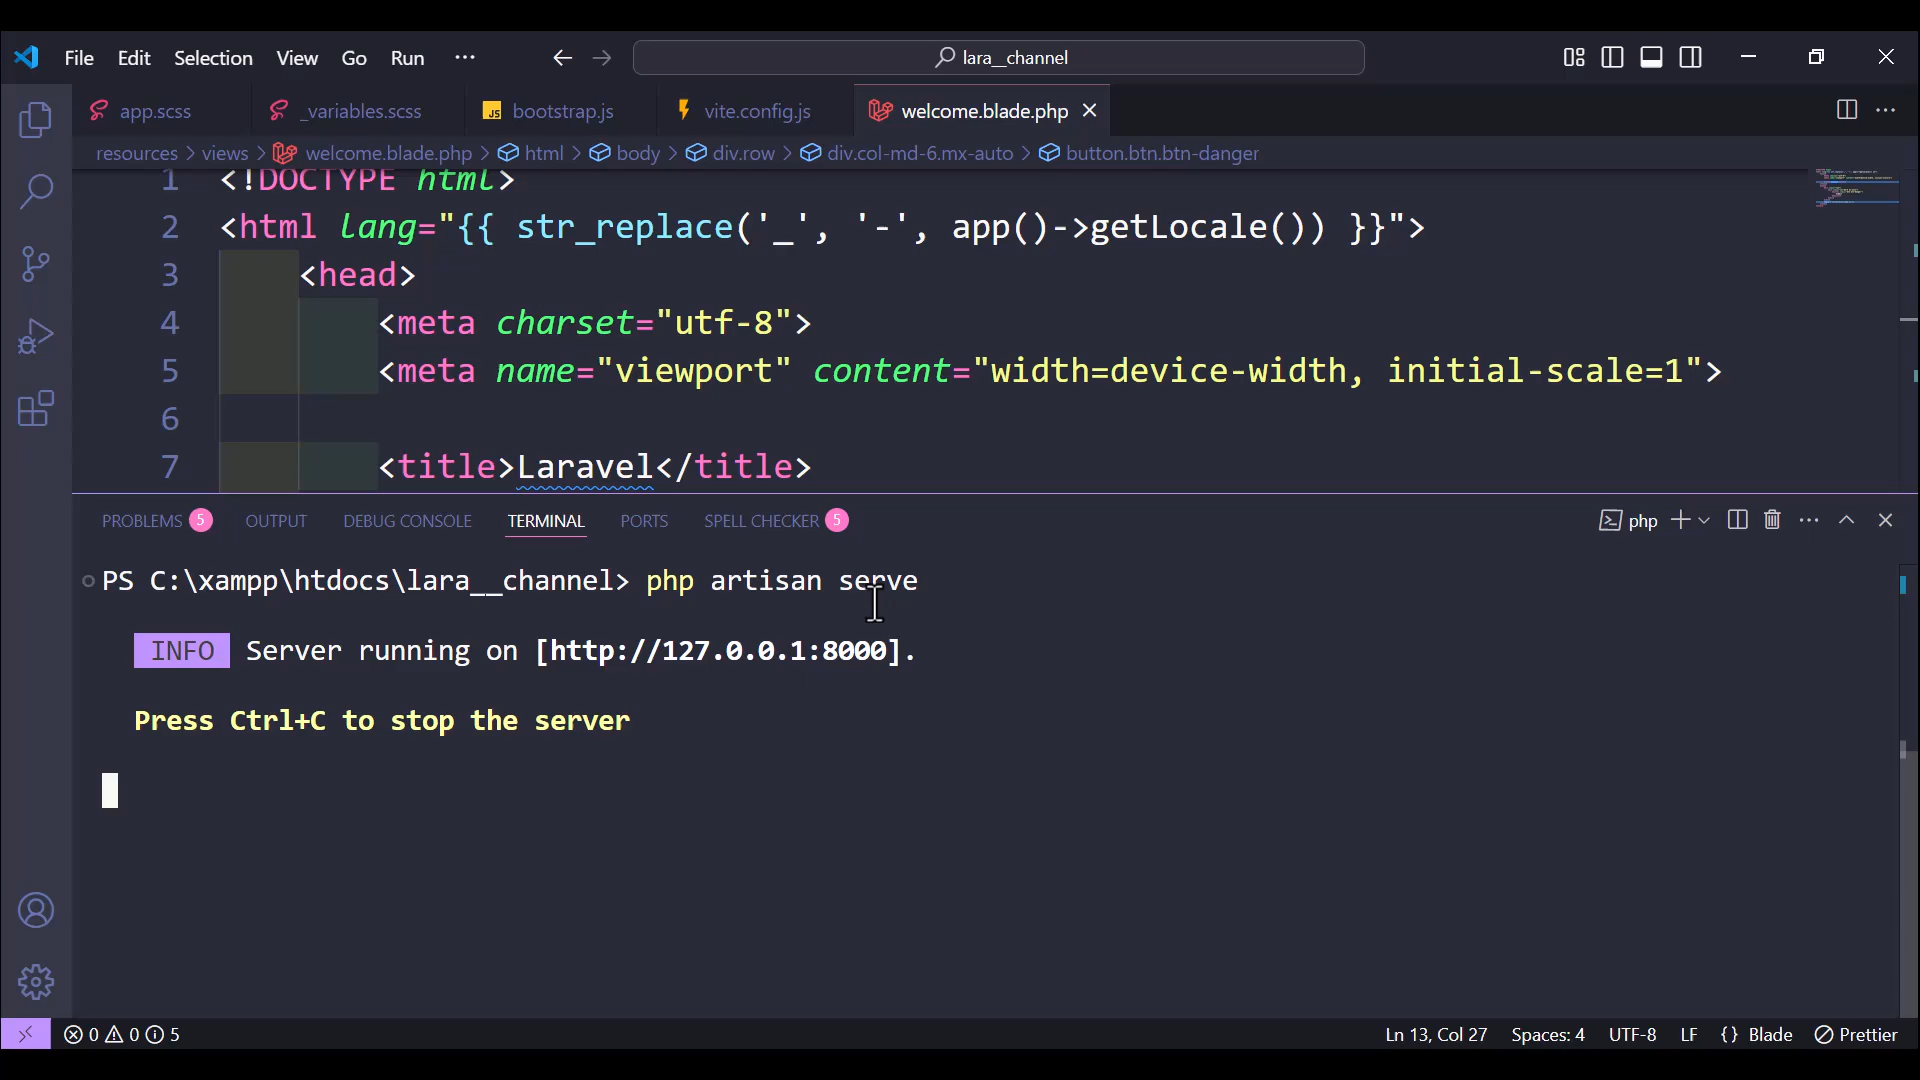 File Edit Selection View Go Run ··· lara__channel
app.scss _variables.scss JS bootstrap.js vite.config.js welcome.blade.php
resources > views > welcome.blade.php > html > body > div.row > div.col-md-6.mx-auto > button.btn.btn-danger
1 <!DOCTYPE html>
2 <html lang="{{ str_replace('_', '-', app()->getLocale()) }}">
3 <head>
4 <meta charset="utf-8">
5 <meta name="viewport" content="width=device-width, initial-scale=1">
6
7 <title>Laravel</title>
PROBLEMS 5 OUTPUT DEBUG CONSOLE TERMINAL PORTS SPELL CHECKER 5 php
PS C:\xampp\htdocs\lara__channel> php artisan serve
INFO Server running on [http://127.0.0.1:8000].
Press Ctrl+C to stop the server
0 0 5 Ln 13, Col 27 Spaces: 4 UTF-8 LF {} Blade Prettier